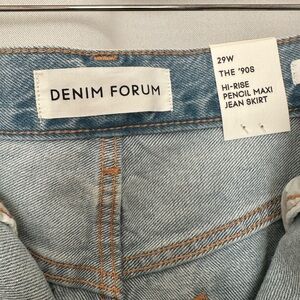 DENIM FORUM
29W
THE '90S
HI-RISE
PENCIL MAXI
JEAN SKIRT